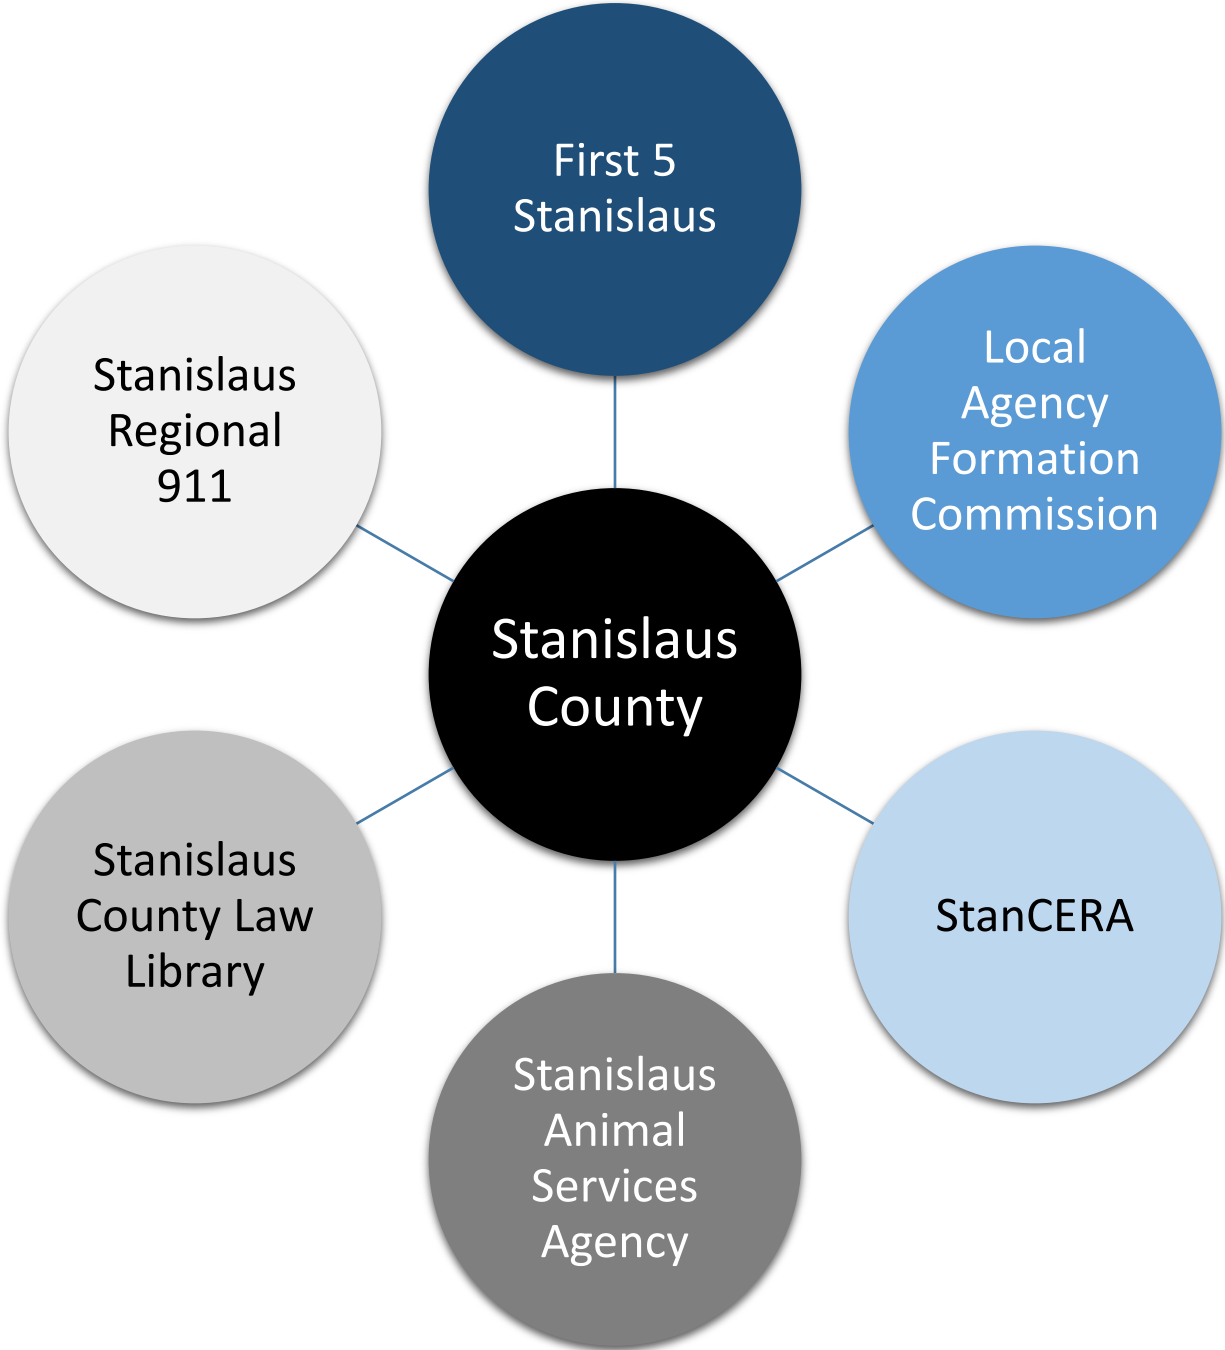 First 5
Stanislaus
Local
Agency
Formation
Commission
StanCERA
Stanislaus
Animal
Services
Agency
Stanislaus
County Law
Library
Stanislaus
Regional
911
Stanislaus
County